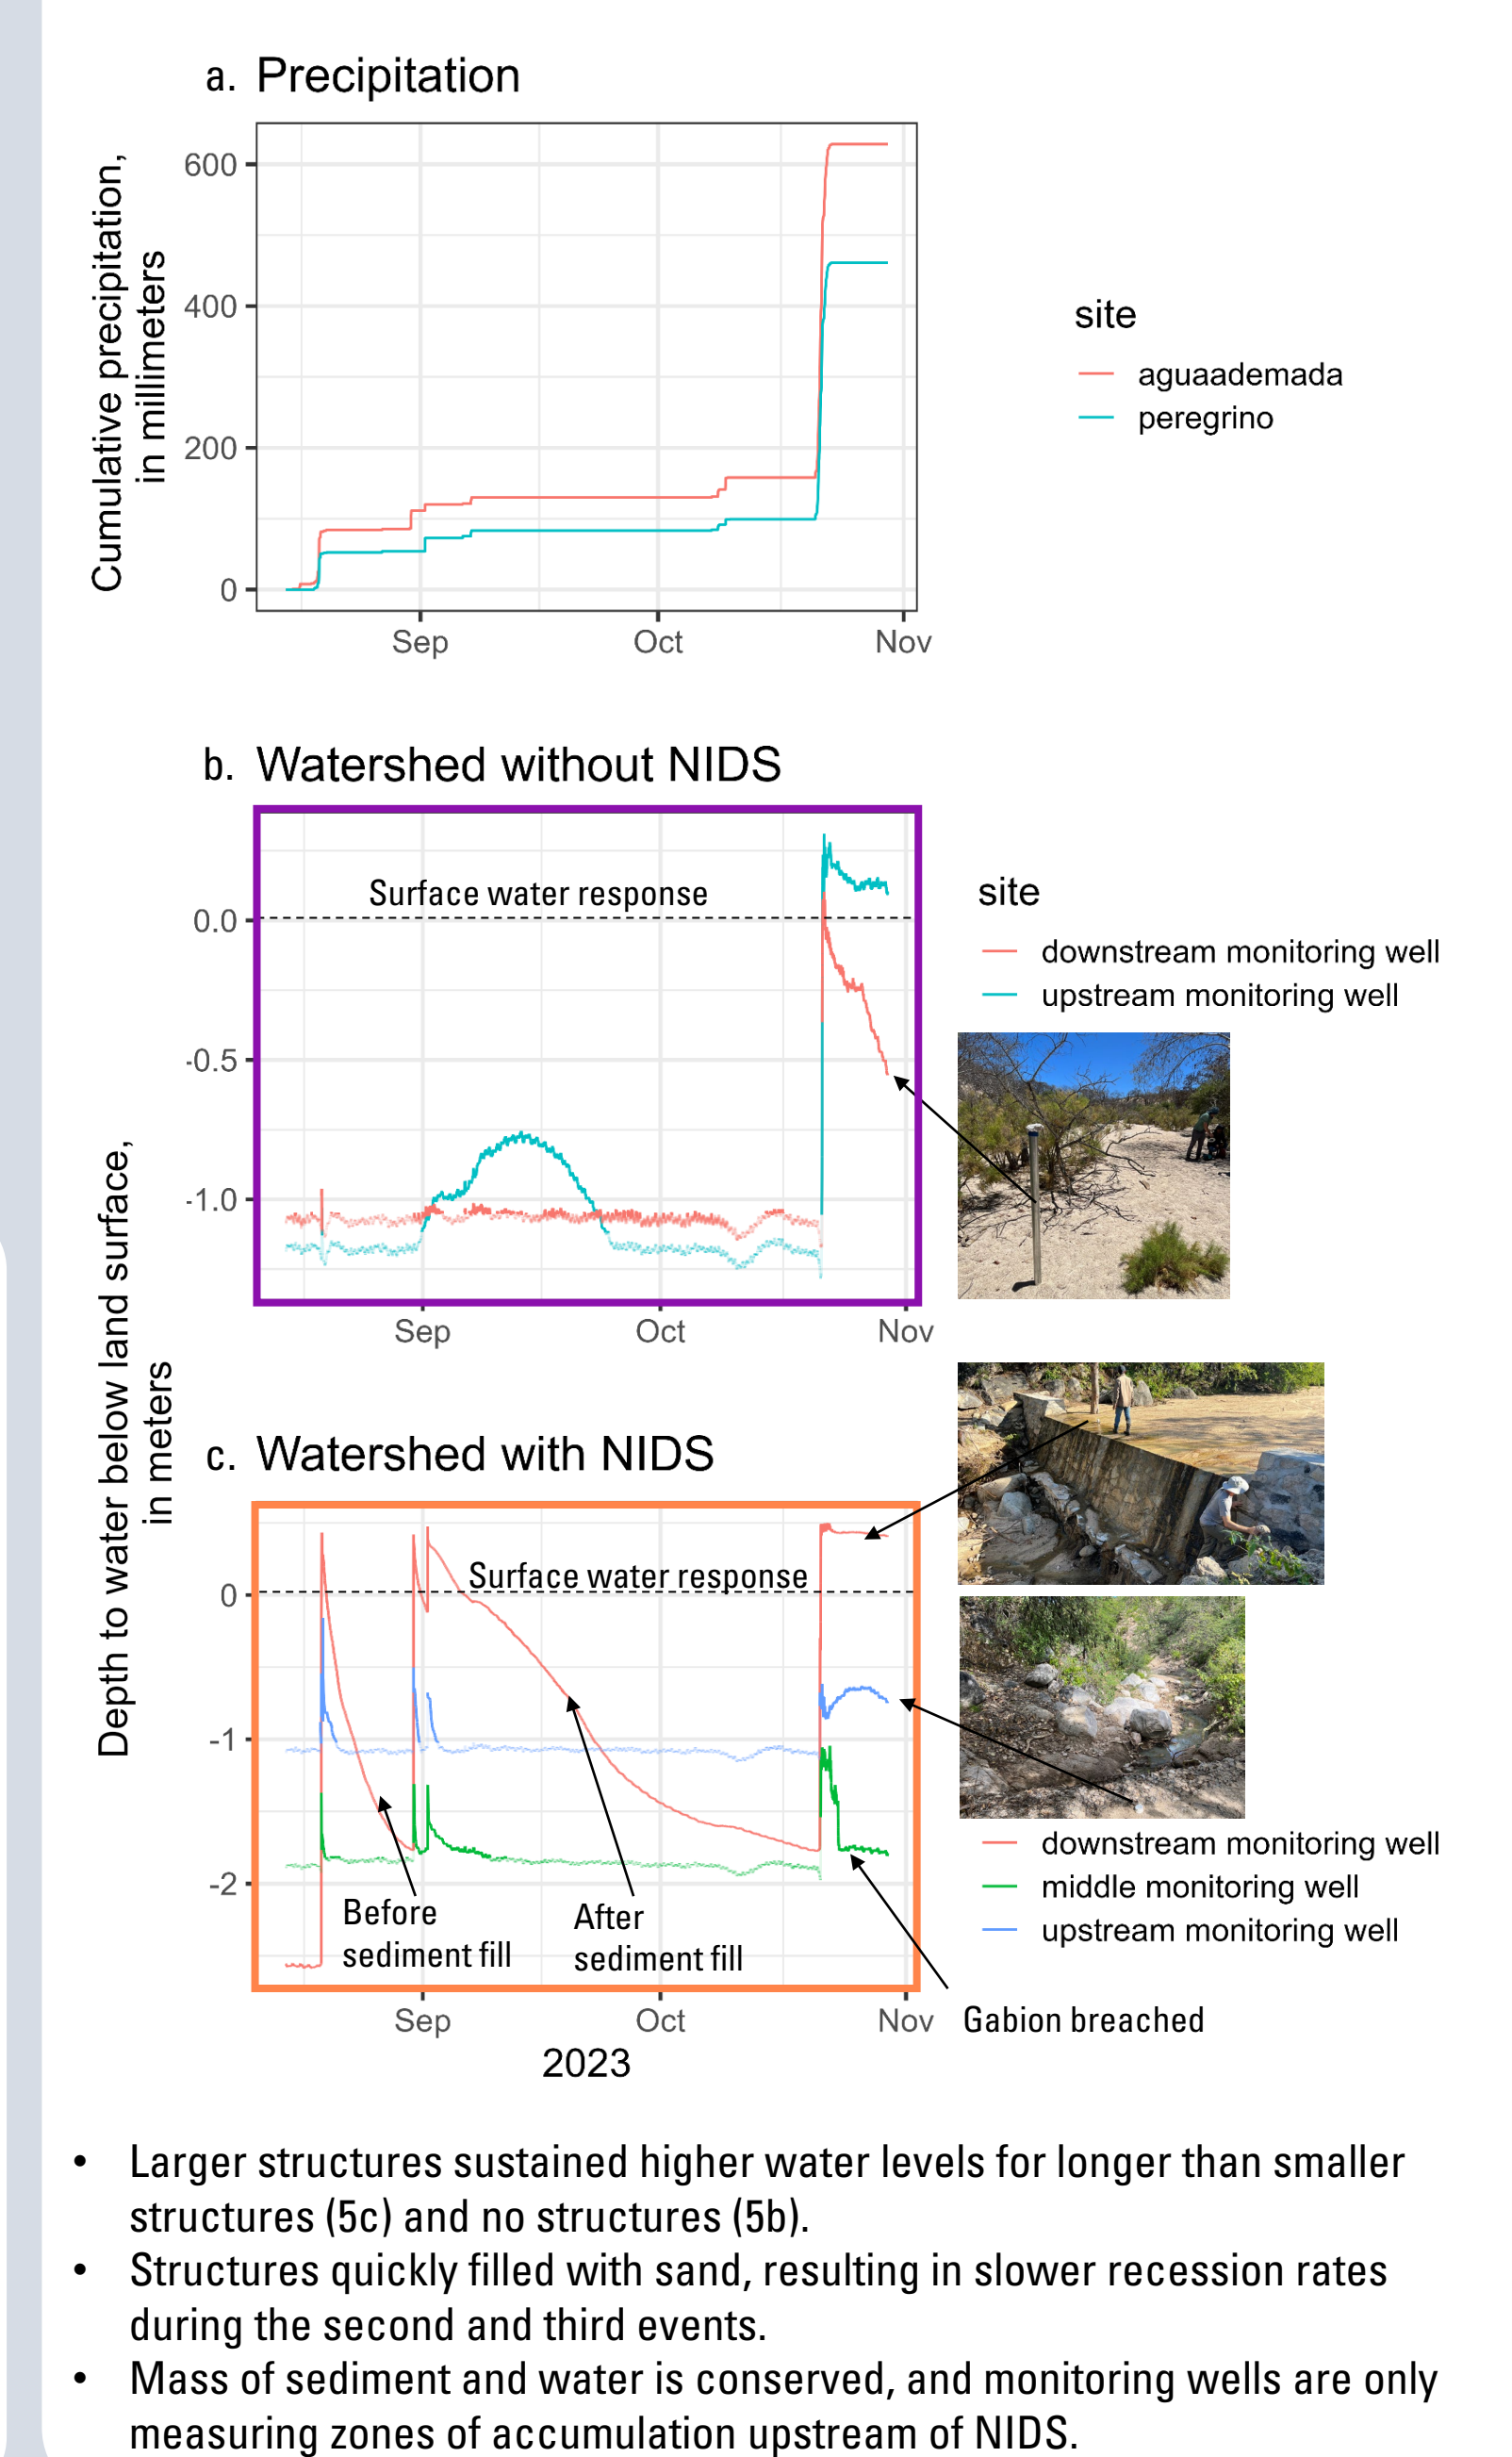 a. Precipitation
Cumulative precipitation,
in millimeters
600
400
200
0
Sep
Oct
Nov
site
aguaademada
peregrino
b. Watershed without NIDS
Depth to water below land surface,
in meters
Surface water response
0.0
-0.5
-1.0
Sep
Oct
Nov
site
downstream monitoring well
upstream monitoring well
c. Watershed with NIDS
Surface water response
0
-1
-2
Before
sediment fill
After
sediment fill
Sep
Oct
Nov
2023
downstream monitoring well
middle monitoring well
upstream monitoring well
Gabion breached
• Larger structures sustained higher water levels for longer than smaller
structures (5c) and no structures (5b).
• Structures quickly filled with sand, resulting in slower recession rates
during the second and third events.
• Mass of sediment and water is conserved, and monitoring wells are only
measuring zones of accumulation upstream of NIDS.